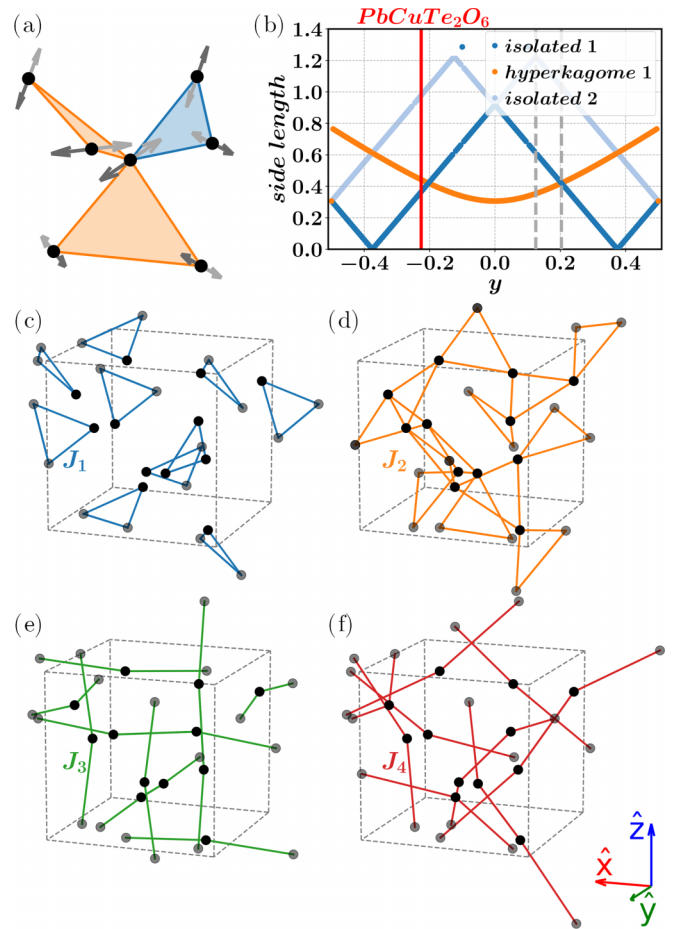 (a)
(b)
PbCuTe₂O₆
1.4
1.2
1.0
0.8
0.6
0.4
0.2
0.0
side length
isolated 1
hyperkagome 1
isolated 2
−0.4 −0.2 0.0 0.2 0.4
y
(c)
J₁
(d)
J₂
(e)
J₃
(f)
J₄
ẑ
x̂
ŷ